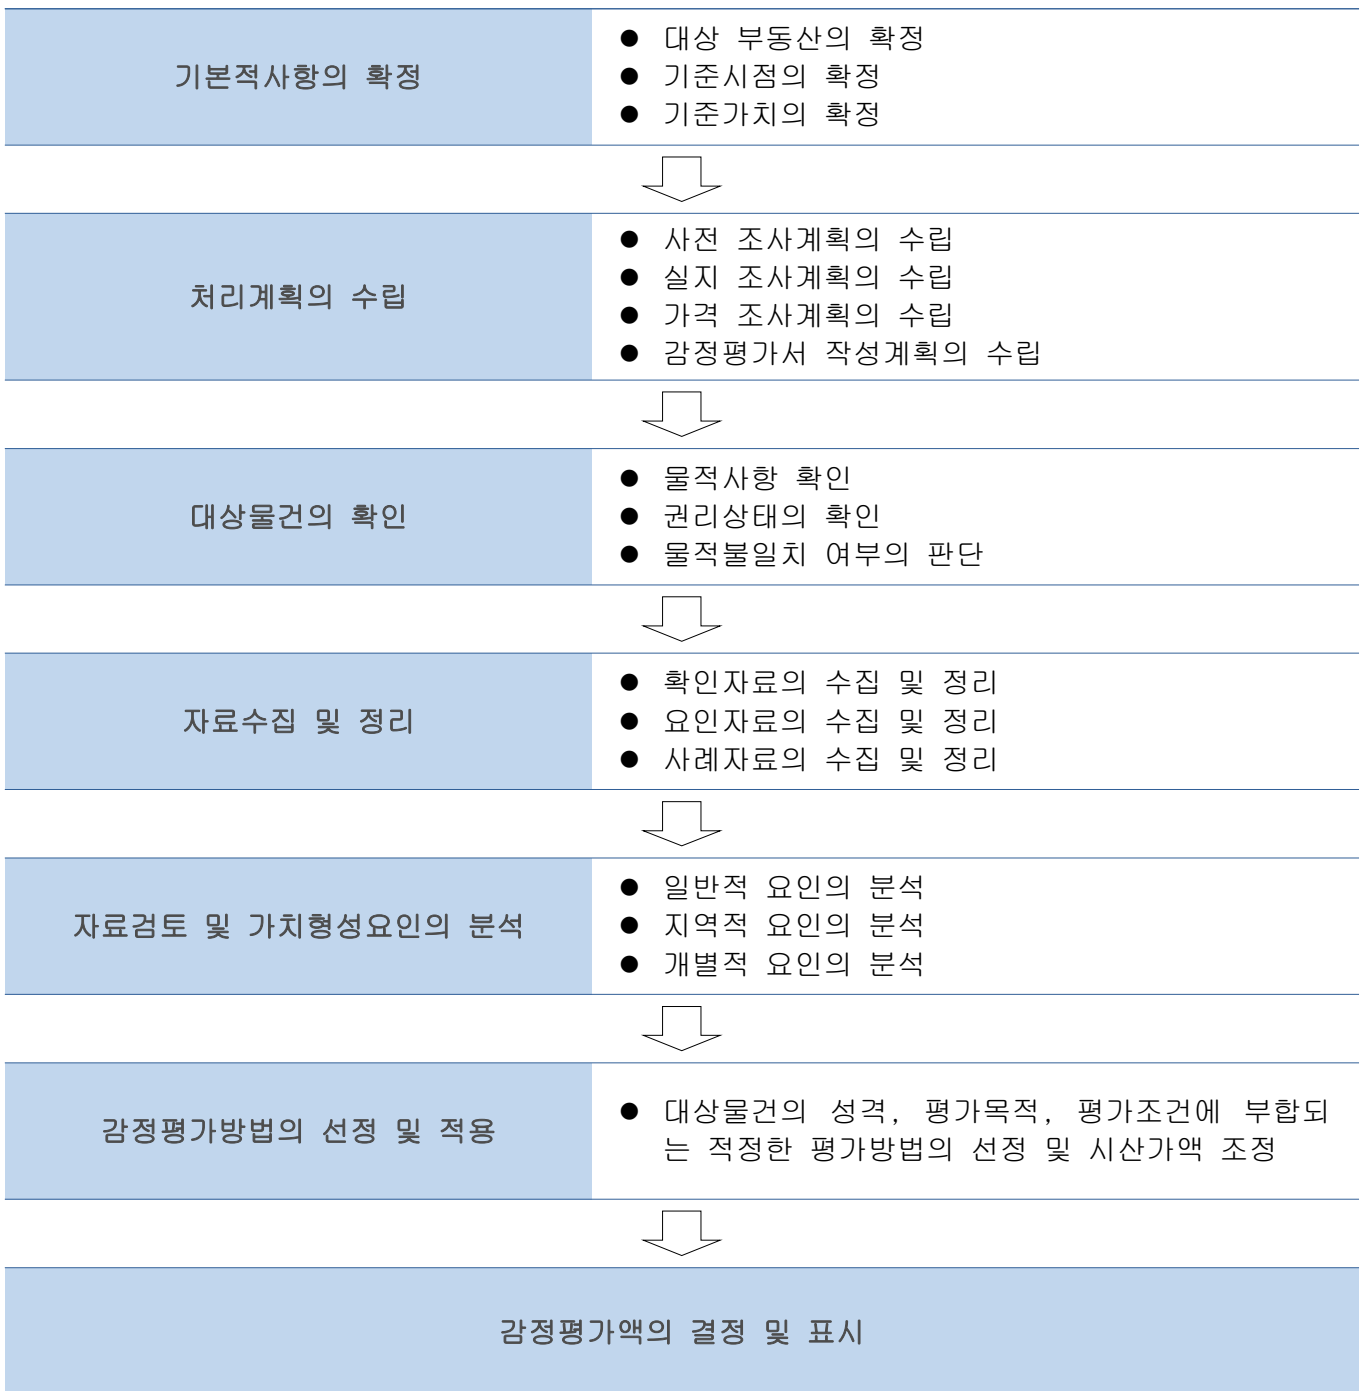 기본적사항의 확정
● 대상 부동산의 확정
● 기준시점의 확정
● 기준가치의 확정
처리계획의 수립
● 사전 조사계획의 수립
● 실지 조사계획의 수립
● 가격 조사계획의 수립
● 감정평가서 작성계획의 수립
대상물건의 확인
● 물적사항 확인
● 권리상태의 확인
● 물적불일치 여부의 판단
자료수집 및 정리
● 확인자료의 수집 및 정리
● 요인자료의 수집 및 정리
● 사례자료의 수집 및 정리
자료검토 및 가치형성요인의 분석
● 일반적 요인의 분석
● 지역적 요인의 분석
● 개별적 요인의 분석
감정평가방법의 선정 및 적용
● 대상물건의 성격, 평가목적, 평가조건에 부합되
는 적정한 평가방법의 선정 및 시산가액 조정
감정평가액의 결정 및 표시